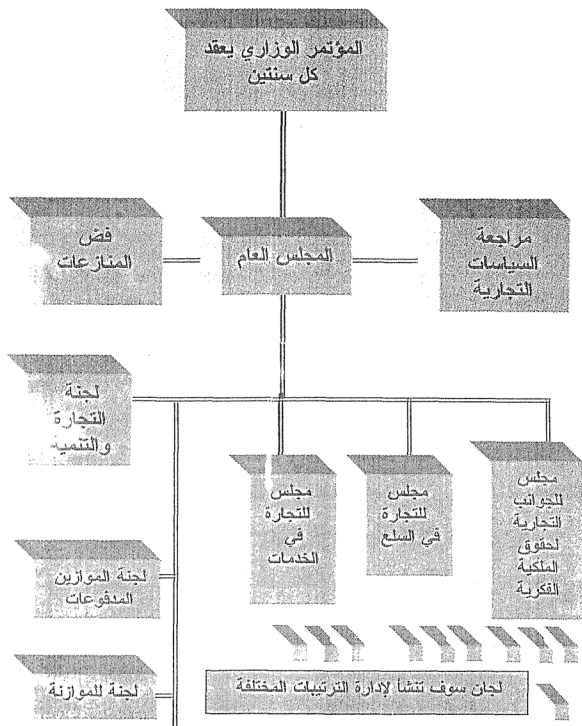 المؤتمر الوزاري يعقد
كل سنتين
مراجعة
السياسات
التجارية
المجلس العام
فض
المنازعات
لجنة
التجارة
والتنمية
مجلس
للجوانب
التجارية
لحقوق
الملكية
الفكرية
مجلس
للتجارة
في السلع
مجلس
للتجارة
في
الخدمات
لجنة الموازين
المدفوعات
لجنة للموازنة
لجان سوف تنشأ لإدارة الترتيبات المختلفة